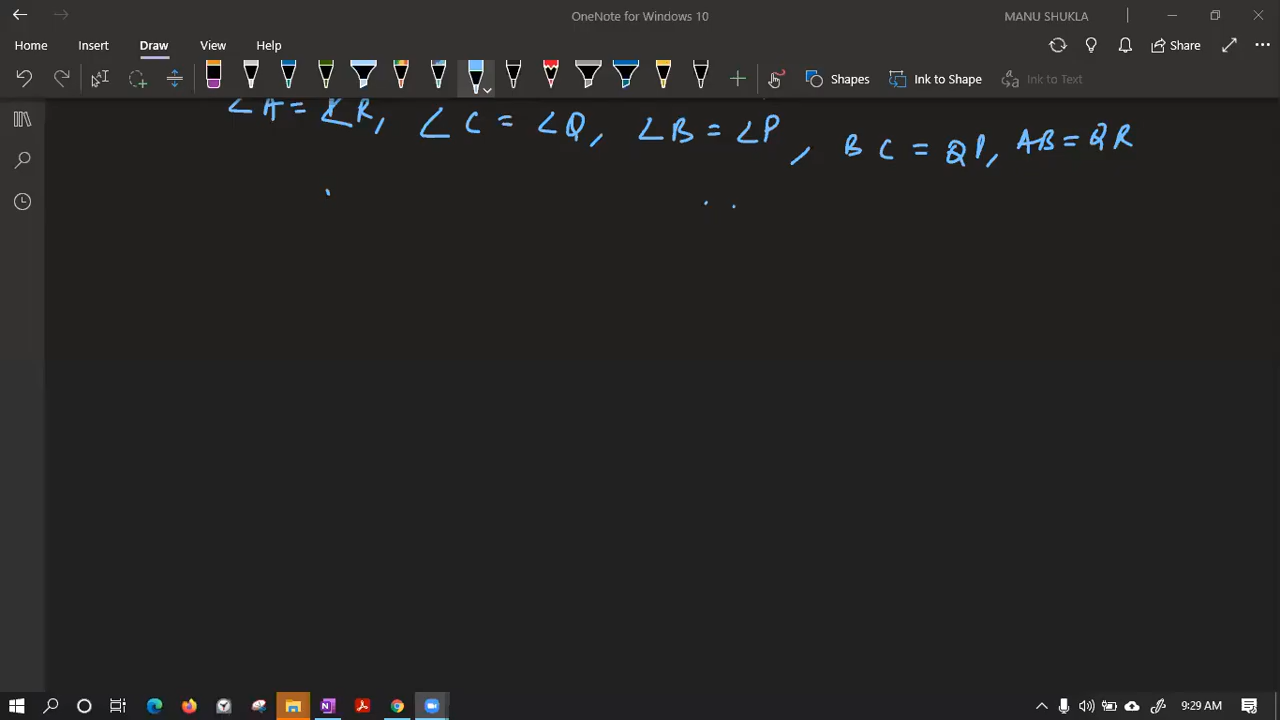 OneNote for Windows 10
MANU SHUKLA
Home Insert Draw View Help
Share
Shapes
Ink to Shape
Ink to Text
∠A = ∠R, ∠C = ∠Q, ∠B = ∠P, BC = QP, AB = QR
9:29 AM